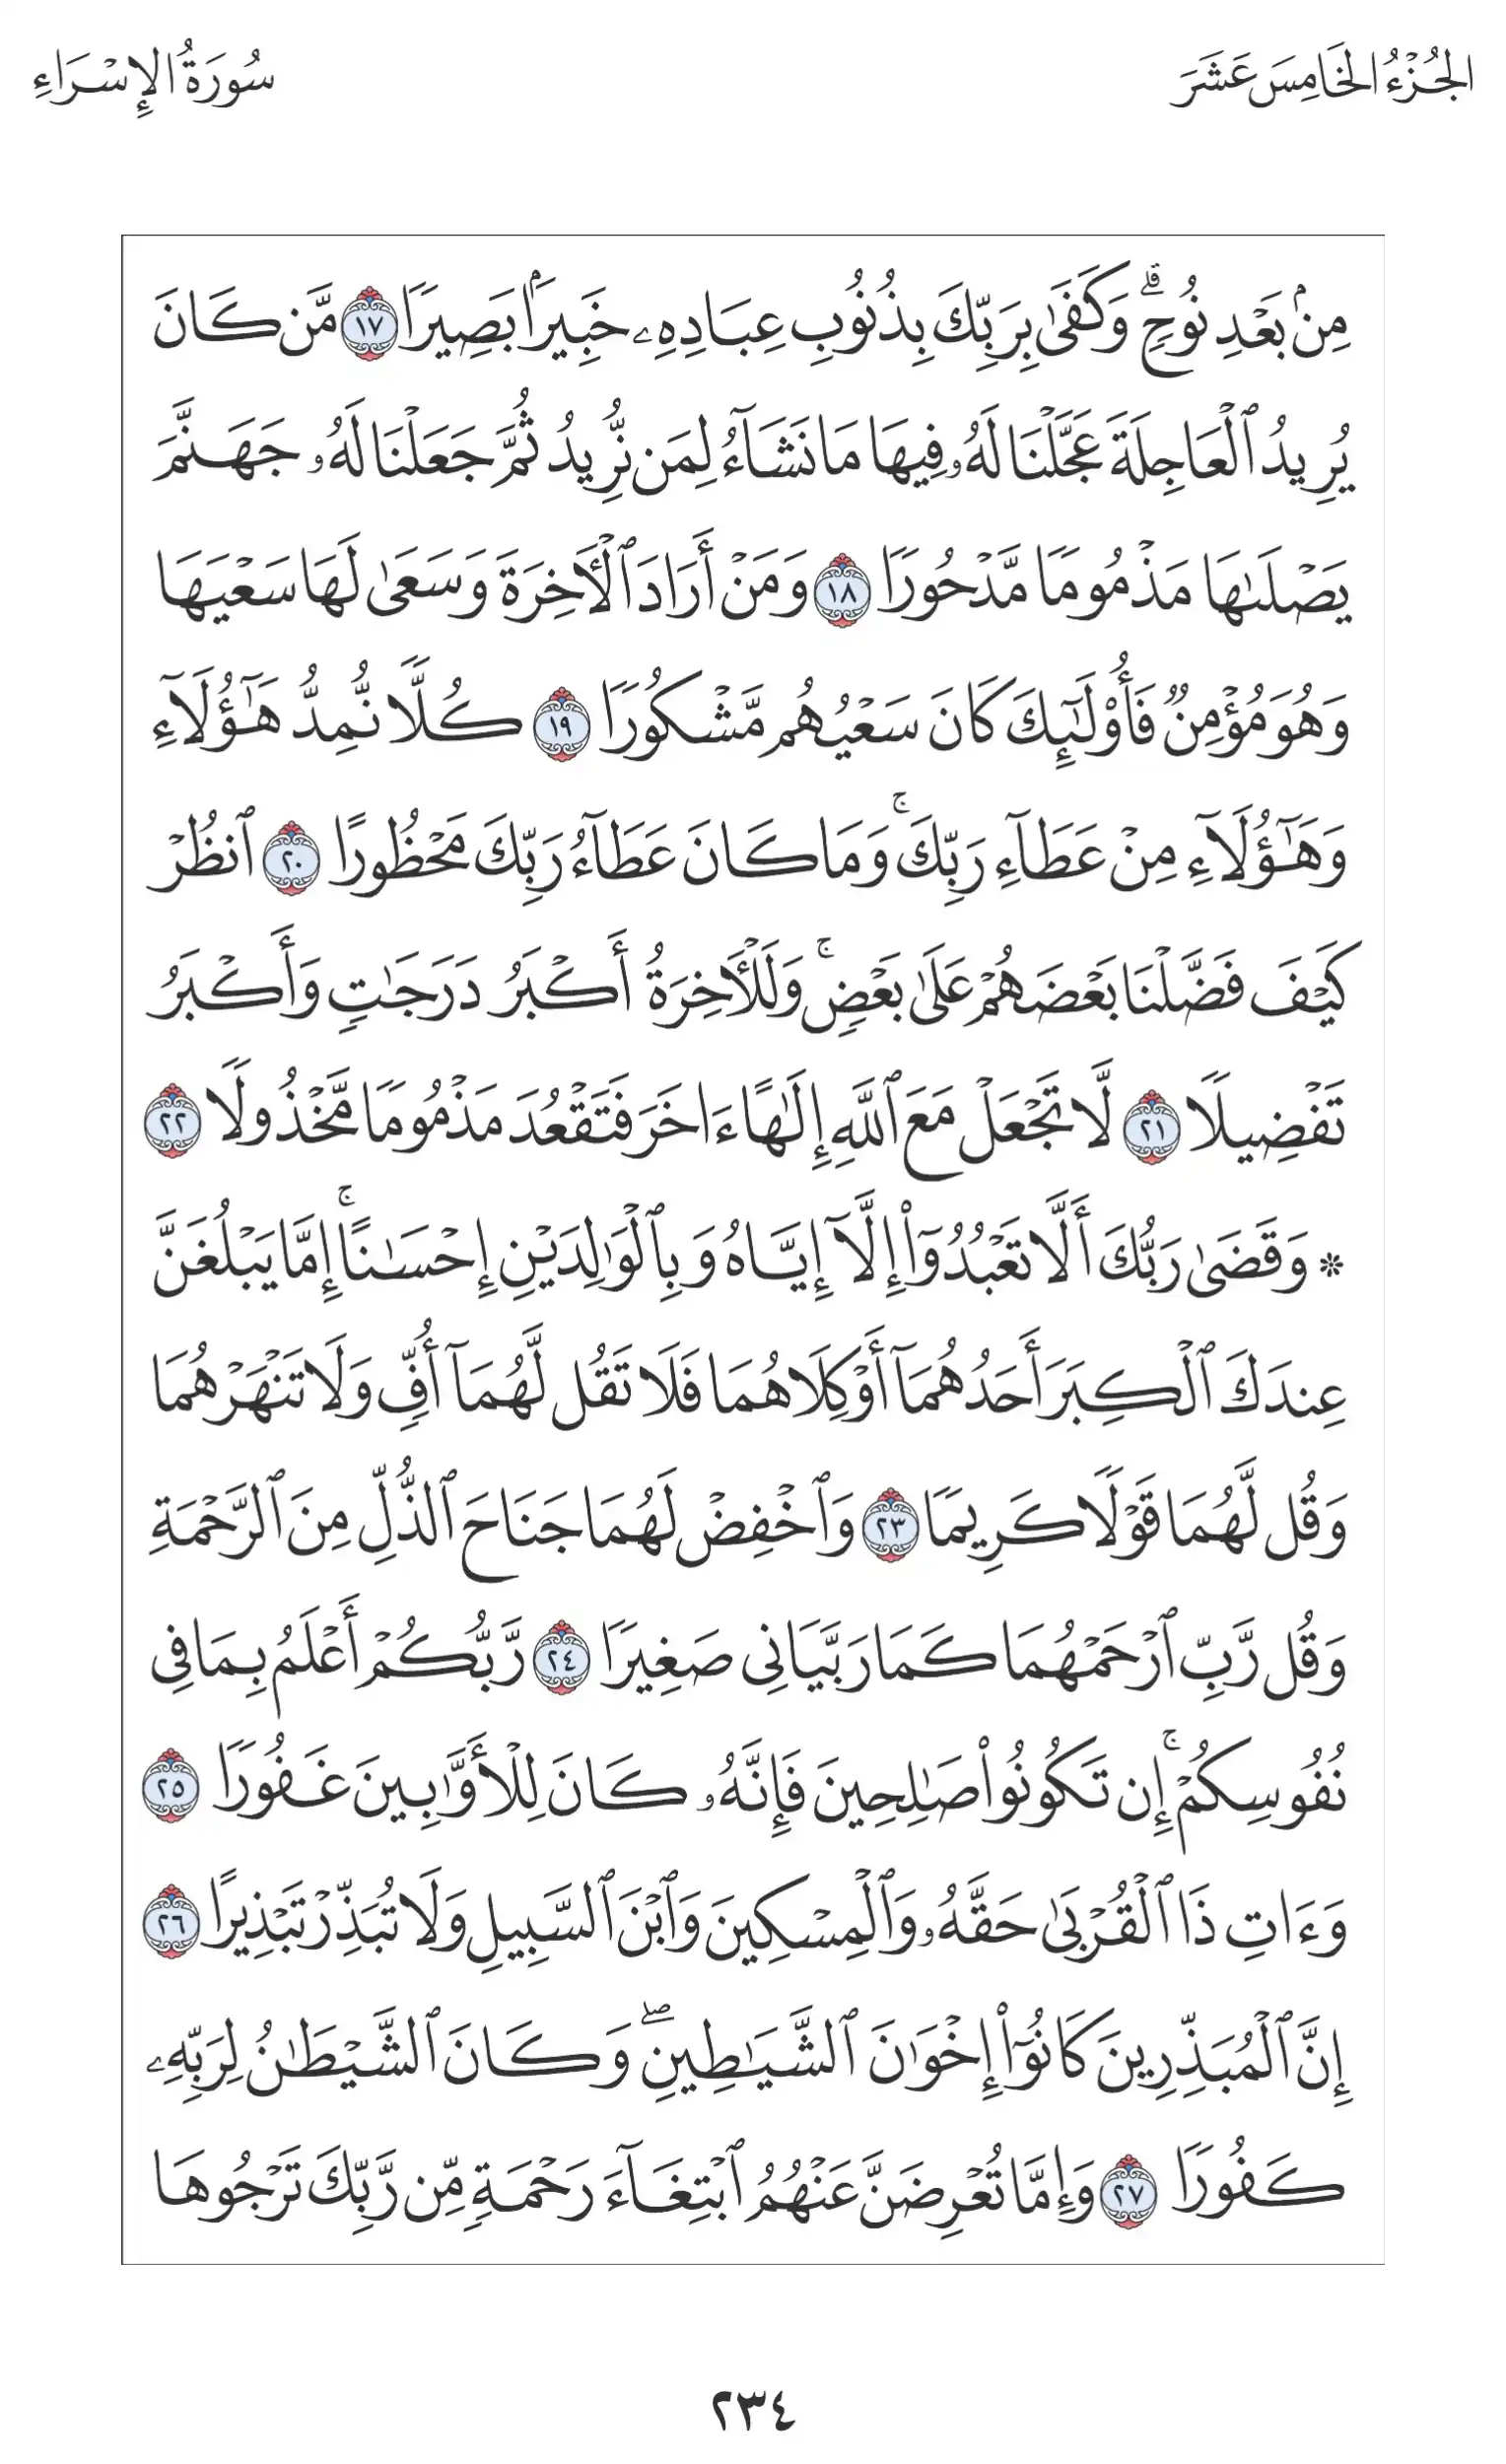 الجُزْءُ الخَامِسَ عَشَرَ
سُورَةُ الإِسْرَاءِ
مِنۢ بَعْدِ نُوحٍۗ وَكَفَىٰ بِرَبِّكَ بِذُنُوبِ عِبَادِهِۦ خَبِيرَۢا بَصِيرٗا ١٧ مَّن كَانَ
يُرِيدُ ٱلْعَاجِلَةَ عَجَّلْنَا لَهُۥ فِيهَا مَا نَشَآءُ لِمَن نُّرِيدُ ثُمَّ جَعَلْنَا لَهُۥ جَهَنَّمَ
يَصْلَىٰهَا مَذْمُومٗا مَّدْحُورٗا ١٨ وَمَنْ أَرَادَ ٱلْأٓخِرَةَ وَسَعَىٰ لَهَا سَعْيَهَا
وَهُوَ مُؤْمِنٞ فَأُوْلَٰٓئِكَ كَانَ سَعْيُهُم مَّشْكُورٗا ١٩ كُلّٗا نُّمِدُّ هَٰٓؤُلَآءِ
وَهَٰٓؤُلَآءِ مِنْ عَطَآءِ رَبِّكَۚ وَمَا كَانَ عَطَآءُ رَبِّكَ مَحْظُورًا ٢٠ ٱنظُرْ
كَيْفَ فَضَّلْنَا بَعْضَهُمْ عَلَىٰ بَعْضٖۚ وَلَلْأٓخِرَةُ أَكْبَرُ دَرَجَٰتٖ وَأَكْبَرُ
تَفْضِيلٗا ٢١ لَّا تَجْعَلْ مَعَ ٱللَّهِ إِلَٰهًا ءَاخَرَ فَتَقْعُدَ مَذْمُومٗا مَّخْذُولٗا ٢٢
۞ وَقَضَىٰ رَبُّكَ أَلَّا تَعْبُدُوٓاْ إِلَّآ إِيَّاهُ وَبِٱلْوَٰلِدَيْنِ إِحْسَٰنًاۚ إِمَّا يَبْلُغَنَّ
عِندَكَ ٱلْكِبَرَ أَحَدُهُمَآ أَوْ كِلَاهُمَا فَلَا تَقُل لَّهُمَآ أُفّٖ وَلَا تَنْهَرْهُمَا
وَقُل لَّهُمَا قَوْلٗا كَرِيمٗا ٢٣ وَٱخْفِضْ لَهُمَا جَنَاحَ ٱلذُّلِّ مِنَ ٱلرَّحْمَةِ
وَقُل رَّبِّ ٱرْحَمْهُمَا كَمَا رَبَّيَانِي صَغِيرٗا ٢٤ رَّبُّكُمْ أَعْلَمُ بِمَا فِي
نُفُوسِكُمْۚ إِن تَكُونُواْ صَٰلِحِينَ فَإِنَّهُۥ كَانَ لِلْأَوَّٰبِينَ غَفُورٗا ٢٥
وَءَاتِ ذَا ٱلْقُرْبَىٰ حَقَّهُۥ وَٱلْمِسْكِينَ وَٱبْنَ ٱلسَّبِيلِ وَلَا تُبَذِّرْ تَبْذِيرًا ٢٦
إِنَّ ٱلْمُبَذِّرِينَ كَانُوٓاْ إِخْوَٰنَ ٱلشَّيَٰطِينِۖ وَكَانَ ٱلشَّيْطَٰنُ لِرَبِّهِۦ
كَفُورٗا ٢٧ وَإِمَّا تُعْرِضَنَّ عَنْهُمُ ٱبْتِغَآءَ رَحْمَةٖ مِّن رَّبِّكَ تَرْجُوهَا
٢٣٤